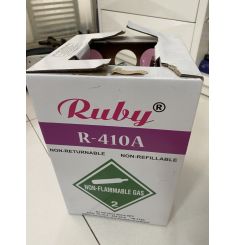 Ruby®
R-410A
NON-RETURNABLE NON-REFILLABLE
NON-FLAMMABLE GAS
2